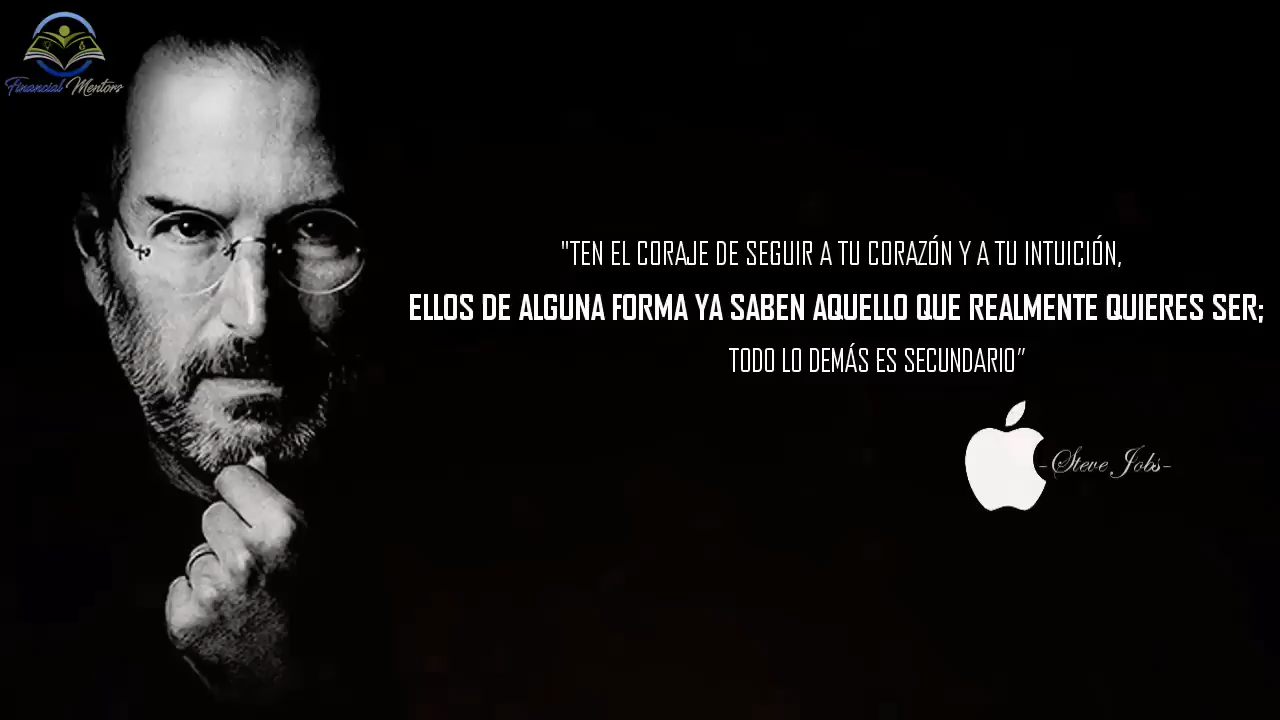 Financial Mentors
"TEN EL CORAJE DE SEGUIR A TU CORAZÓN Y A TU INTUICIÓN,
ELLOS DE ALGUNA FORMA YA SABEN AQUELLO QUE REALMENTE QUIERES SER;
TODO LO DEMÁS ES SECUNDARIO”
-Steve Jobs-